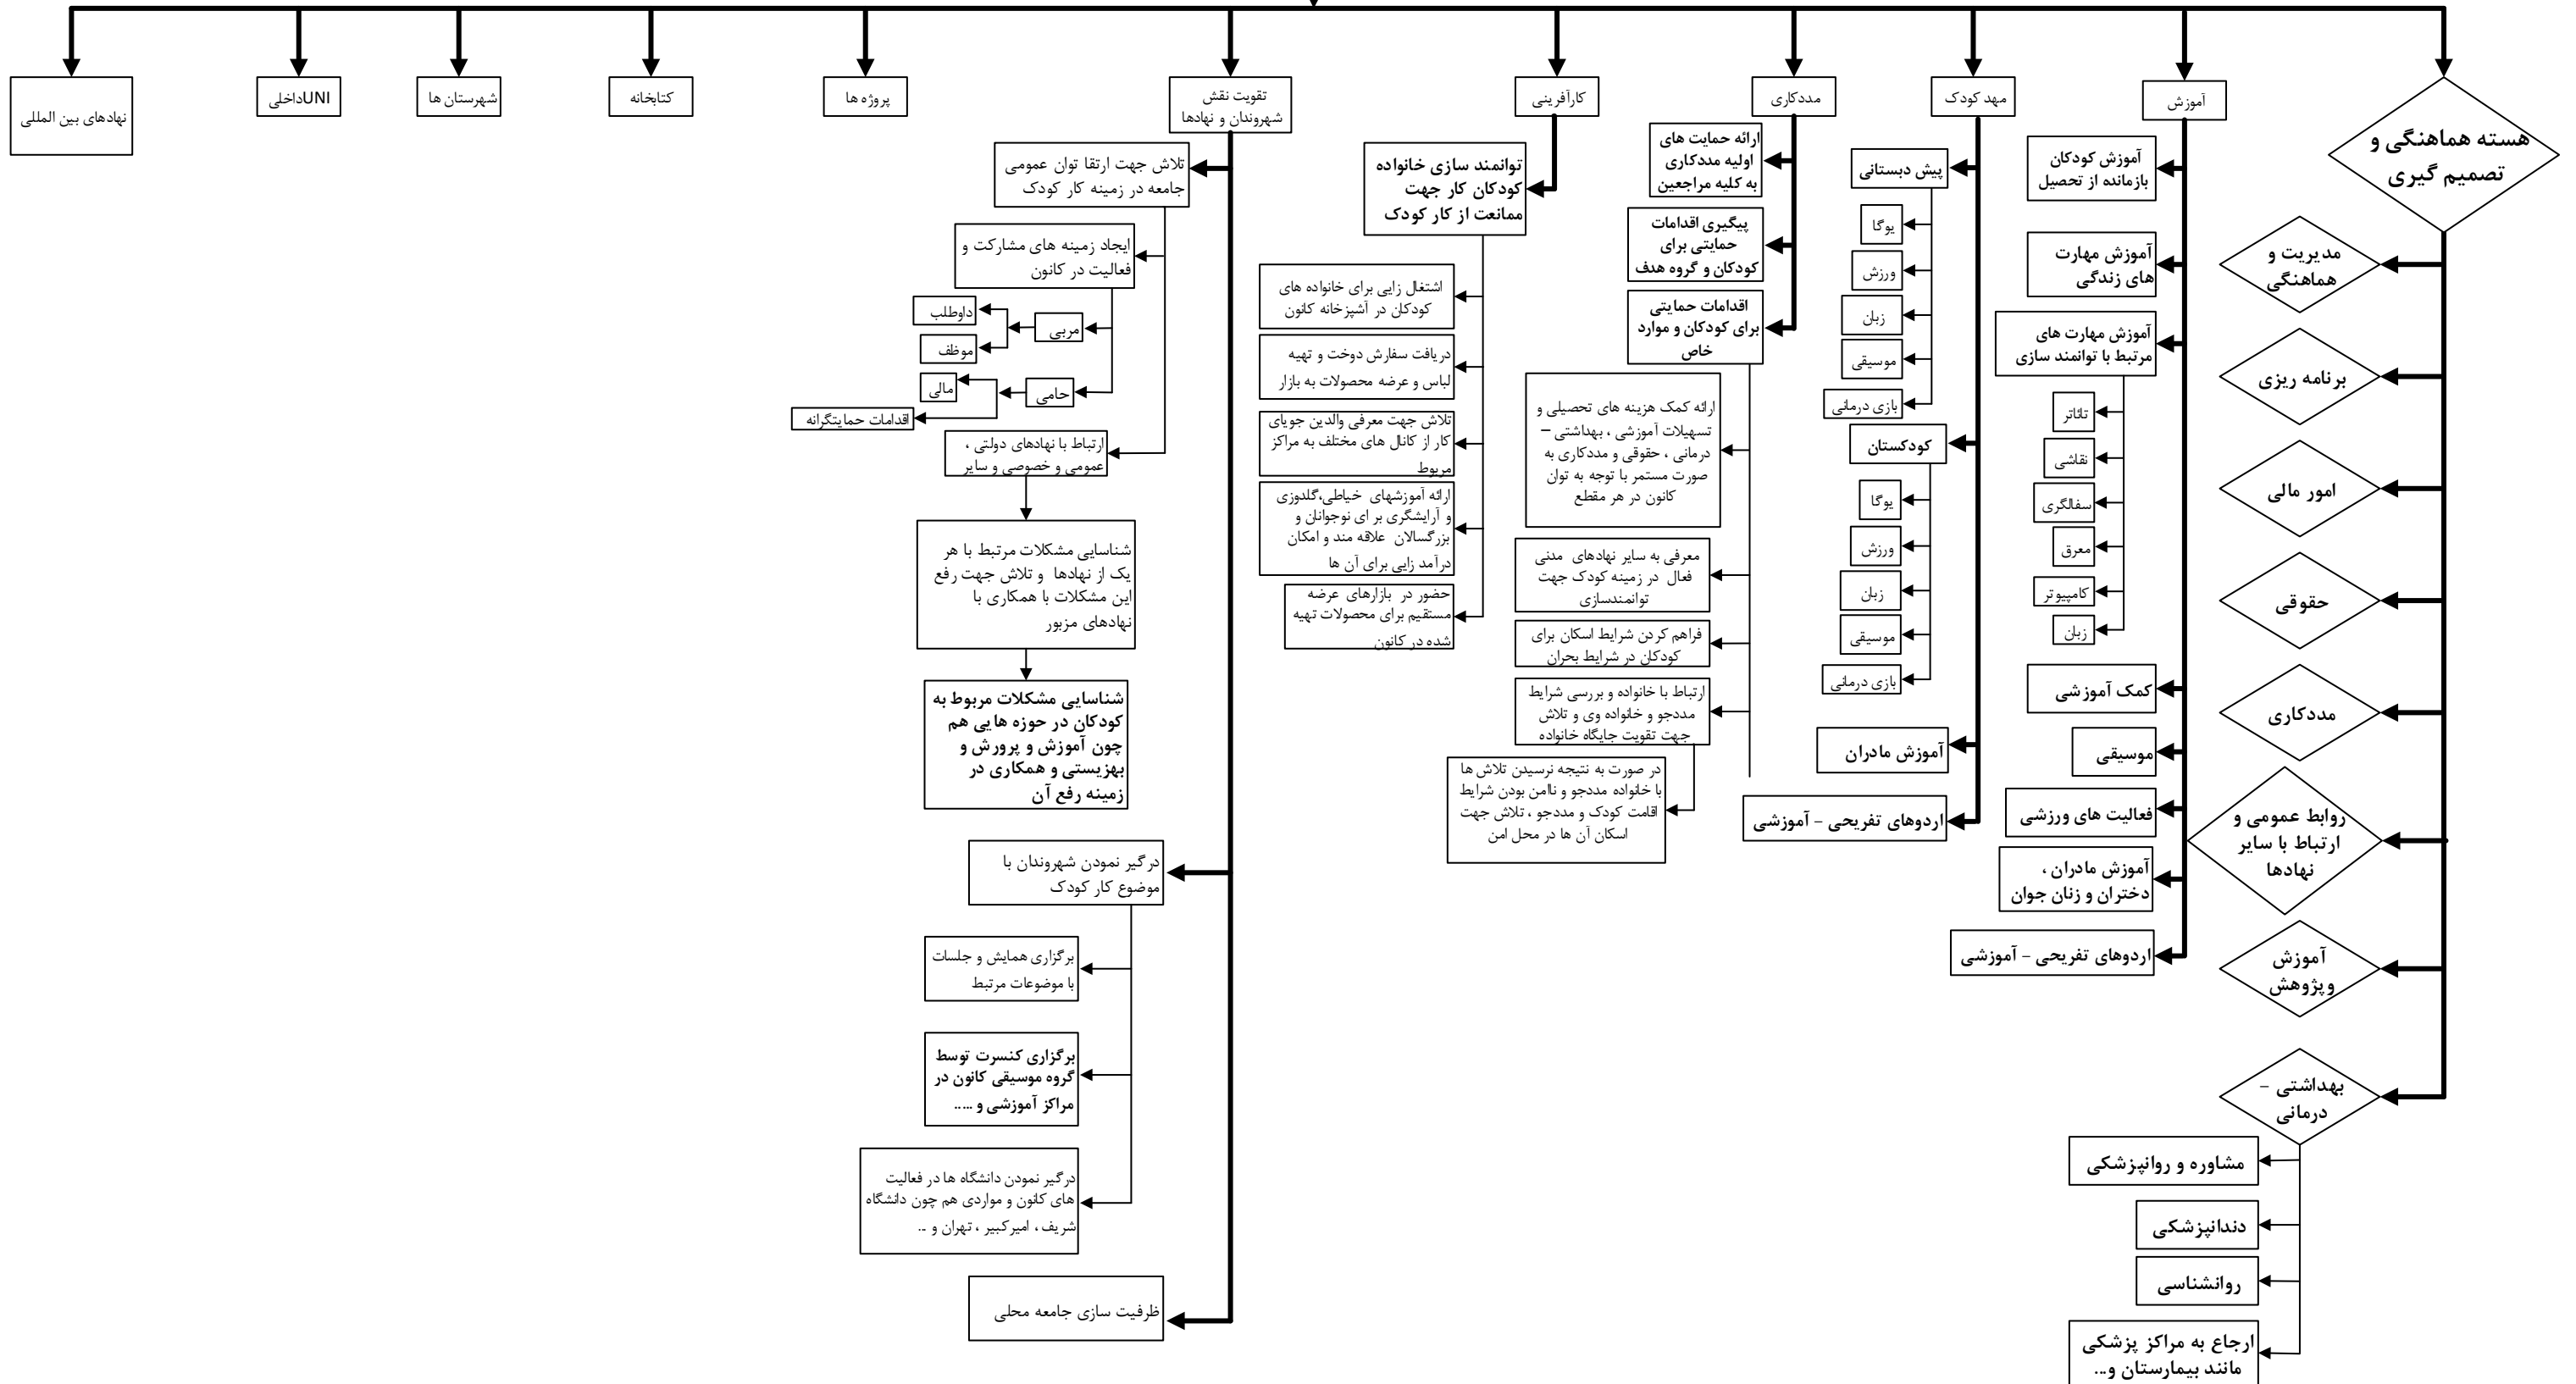 هسته هماهنگی و
تصمیم گیری
مدیریت و
هماهنگی
برنامه ریزی
امور مالی
حقوقی
مددکاری
روابط عمومی و
ارتباط با سایر
نهادها
آموزش
وپژوهش
بهداشتی –
درمانی
مشاوره و روانپزشکی
دندانپزشکی
روانشناسی
ارجاع به مراکز پزشکی
مانند بیمارستان و...
آموزش
آموزش کودکان
بازمانده از تحصیل
آموزش مهارت
های زندگی
آموزش مهارت های
مرتبط با توانمند سازی
تائاتر
نقاشی
سفالگری
معرق
کامپیوتر
زبان
کمک آموزشی
موسیقی
فعالیت های ورزشی
آموزش مادران ،
دختران و زنان جوان
اردوهای تفریحی – آموزشی
مهد کودک
پیش دبستانی
یوگا
ورزش
زبان
موسیقی
بازی درمانی
کودکستان
یوگا
ورزش
زبان
موسیقی
بازی درمانی
آموزش مادران
اردوهای تفریحی – آموزشی
مددکاری
ارائه حمایت های
اولیه مددکاری
به کلیه مراجعین
پیگیری اقدامات
حمایتی برای
کودکان و گروه هدف
اقدامات حمایتی
برای کودکان و موارد
خاص
ارائه کمک هزینه های تحصیلی و
تسهیلات آموزشی ، بهداشتی –
درمانی ، حقوقی و مددکاری به
صورت مستمر با توجه به توان
کانون در هر مقطع
معرفی به سایر نهادهای مدنی
فعال در زمینه کودک جهت
توانمندسازی
فراهم کردن شرایط اسکان برای
کودکان در شرایط بحران
ارتباط با خانواده و بررسی شرایط
مددجو و خانواده وی و تلاش
جهت تقویت جایگاه خانواده
در صورت به نتیجه نرسیدن تلاش ها
با خانواده مددجو و ناامن بودن شرایط
اقامت کودک و مددجو ، تلاش جهت
اسکان آن ها در محل امن
کارآفرینی
توانمند سازی خانواده
کودکان کار جهت
ممانعت از کار کودک
اشتغال زایی برای خانواده های
کودکان در آشپزخانه کانون
دریافت سفارش دوخت و تهیه
لباس و عرضه محصولات به بازار
تلاش جهت معرفی والدین جویای
کار از کانال های مختلف به مراکز
مربوط
ارائه آموزشهای خیاطی،گلدوزی
و آرایشگری بر ای نوجوانان و
بزرگسالان علاقه مند و امکان
درآمد زایی برای آن ها
حضور در بازارهای عرضه
مستقیم برای محصولات تهیه
شده در کانون
تقویت نقش
شهروندان و نهادها
تلاش جهت ارتقا توان عمومی
جامعه در زمینه کار کودک
ایجاد زمینه های مشارکت و
فعالیت در کانون
مربی
داوطلب
موظف
حامی
مالی
اقدامات حمایتگرانه
ارتباط با نهادهای دولتی ،
عمومی و خصوصی و سایر
شناسایی مشکلات مرتبط با هر
یک از نهادها و تلاش جهت رفع
این مشکلات با همکاری با
نهادهای مزبور
شناسایی مشکلات مربوط به
کودکان در حوزه هایی هم
چون آموزش و پرورش و
بهزیستی و همکاری در
زمینه رفع آن
درگیر نمودن شهروندان با
موضوع کار کودک
برگزاری همایش و جلسات
با موضوعات مرتبط
برگزاری کنسرت توسط
گروه موسیقی کانون در
مراکز آموزشی و .....
درگیر نمودن دانشگاه ها در فعالیت
های کانون و مواردی هم چون دانشگاه
شریف ، امیرکبیر ، تهران و ...
ظرفیت سازی جامعه محلی
پروژه ها
کتابخانه
شهرستان ها
UNIداخلی
نهادهای بین المللی